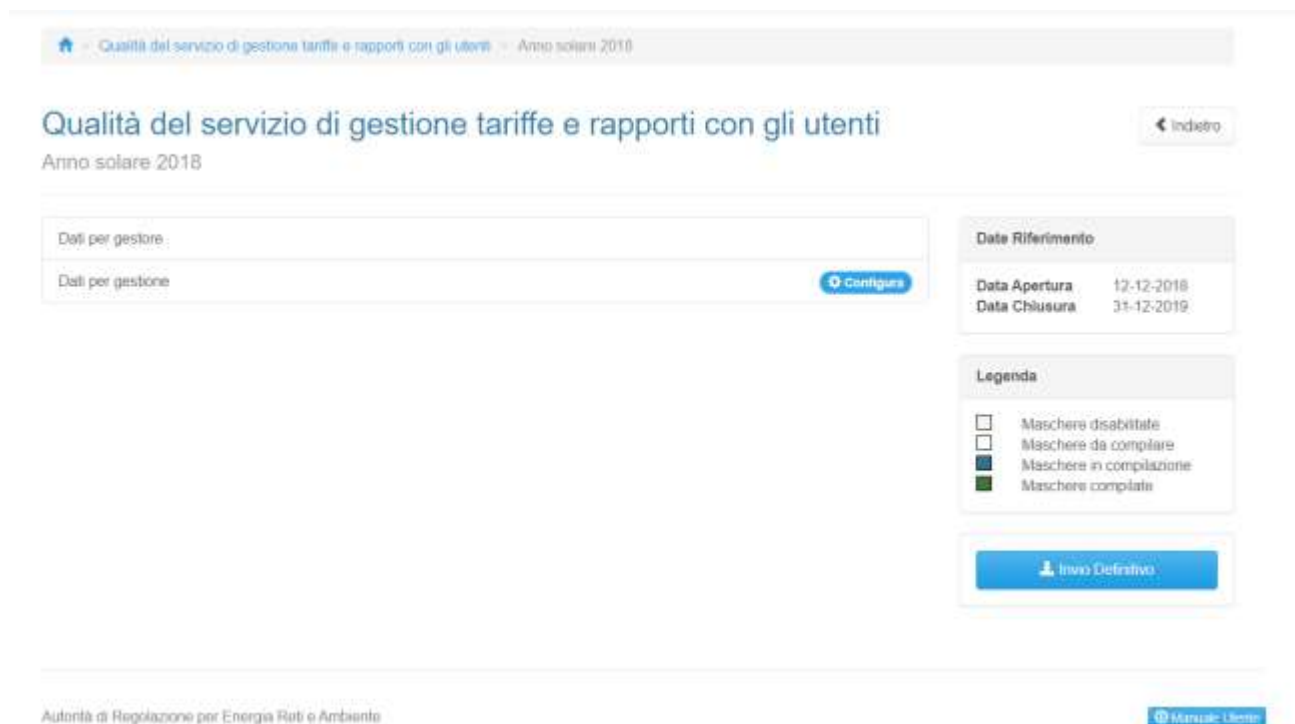 Qualità del servizio di gestione tariffe e rapporti con gli utenti Anno solare 2018
Qualità del servizio di gestione tariffe e rapporti con gli utenti
Indietro
Anno solare 2018
Dati per gestore
Dati per gestione
Configura
Date Riferimento
Data Apertura 12-12-2018
Data Chiusura 31-12-2019
Legenda
Maschere disabilitate
Maschere da compilare
Maschere in compilazione
Maschere compilate
Invio Definitivo
Autorità di Regolazione per Energia Reti e Ambiente
Manuale Utente